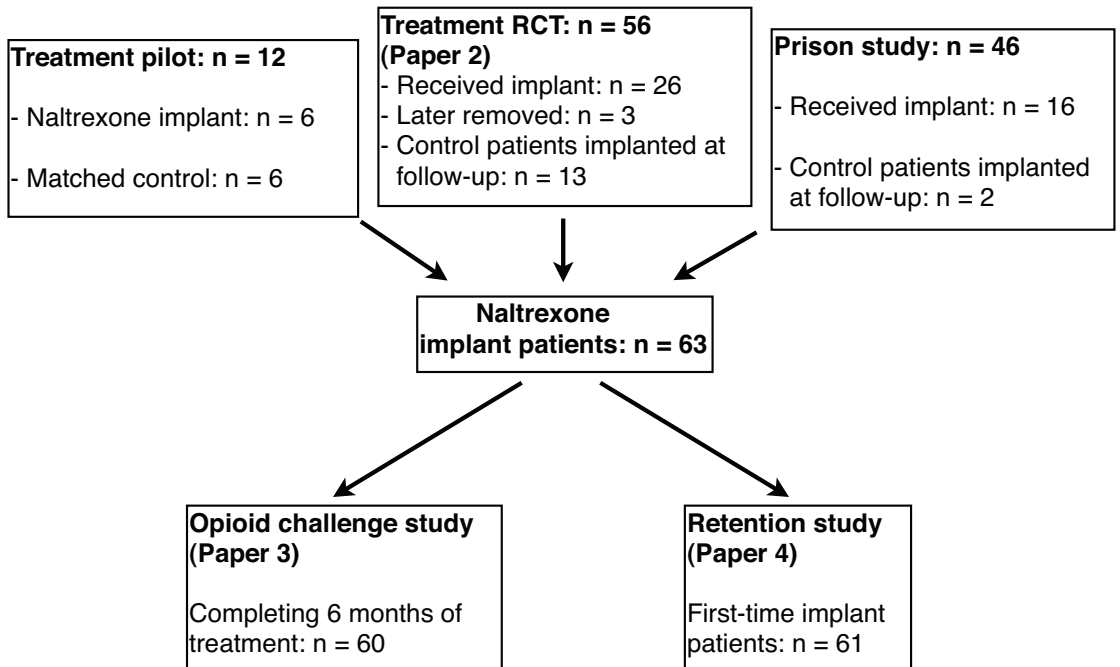 Treatment pilot: n = 12
- Naltrexone implant: n = 6
- Matched control: n = 6
Treatment RCT: n = 56
(Paper 2)
- Received implant: n = 26
- Later removed: n = 3
- Control patients implanted at
follow-up: n = 13
Prison study: n = 46
- Received implant: n = 16
- Control patients implanted
at follow-up: n = 2
Naltrexone
implant patients: n = 63
Opioid challenge study
(Paper 3)
Completing 6 months of
treatment: n = 60
Retention study
(Paper 4)
First-time implant
patients: n = 61